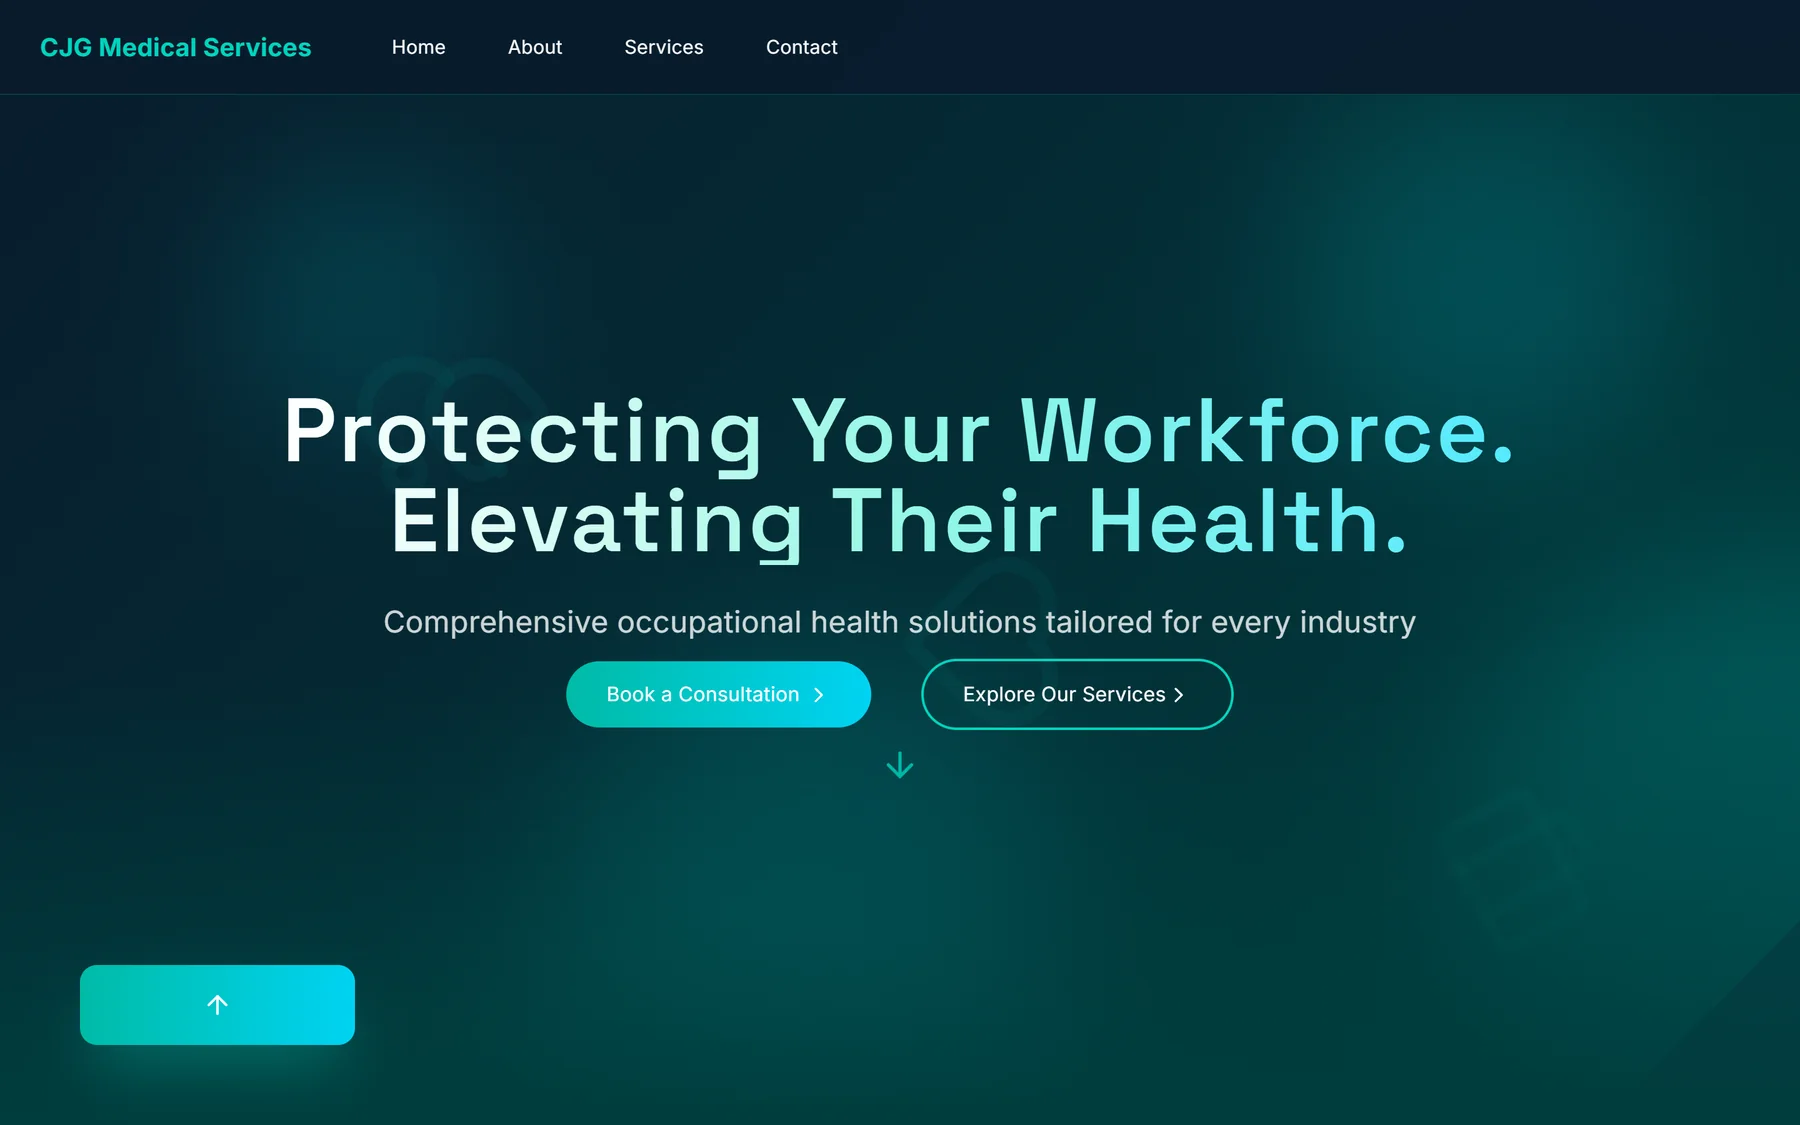 CJG Medical Services
Home
About
Services
Contact
Protecting Your Workforce.
Elevating Their Health.
Comprehensive occupational health solutions tailored for every industry
Book a Consultation
Explore Our Services